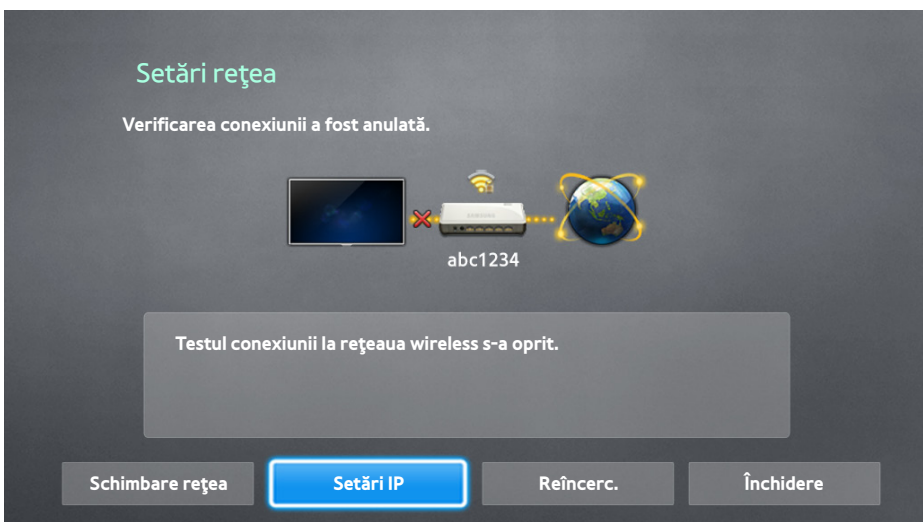 Setări reţea
Verificarea conexiunii a fost anulată.
SAMSUNG
abc1234
Testul conexiunii la reţeaua wireless s-a oprit.
Schimbare reţea
Setări IP
Reîncerc.
Închidere